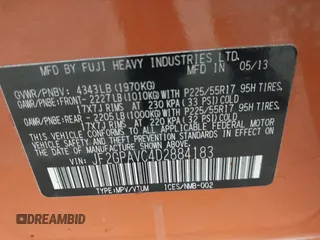 MFD BY FUJI HEAVY INDUSTRIES LTD. 05/13
GVWR/PNBV: 4343LB (1970KG)
GAWR/PNBE: FRONT- 2227LB(1010KG) WITH P225/55R17 95H TIRES,
17X7J RIMS, AT 230 KPA(33 PSI) COLD
GAWR/PNBE: REAR - 2205LB(1000KG) WITH P225/55R17 95H TIRES,
17X7J RIMS, AT 220 KPA(32 PSI) COLD
THIS VEHICLE CONFORMS TO ALL APPLICABLE FEDERAL MOTOR VEHICLE SAFETY,
BUMPER, AND THEFT PREVENTION STANDARDS IN EFFECT ON THE DATE OF MANUFACTURE SHOWN ABOVE.
VIN: JF2GPAVC4D2884183
TYPE:MPV/VTUM ICES/NMB-002
© AUTOBIDMASTER